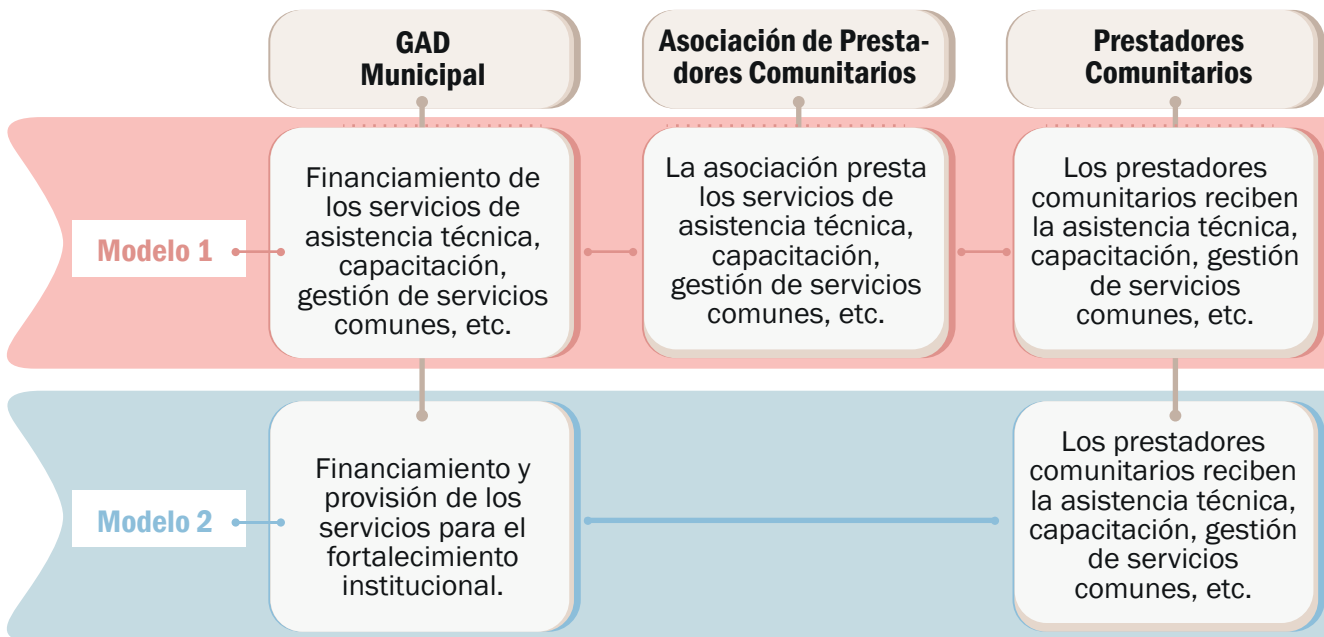 GAD
Municipal
Asociación de Presta-
dores Comunitarios
Prestadores
Comunitarios
Modelo 1
Financiamiento de
los servicios de
asistencia técnica,
capacitación,
gestión de servicios
comunes, etc.
La asociación presta
los servicios de
asistencia técnica,
capacitación,
gestión de servicios
comunes, etc.
Los prestadores
comunitarios reciben
la asistencia técnica,
capacitación, gestión
de servicios
comunes, etc.
Modelo 2
Financiamiento y
provisión de los
servicios para el
fortalecimiento
institucional.
Los prestadores
comunitarios reciben
la asistencia técnica,
capacitación, gestión
de servicios
comunes, etc.